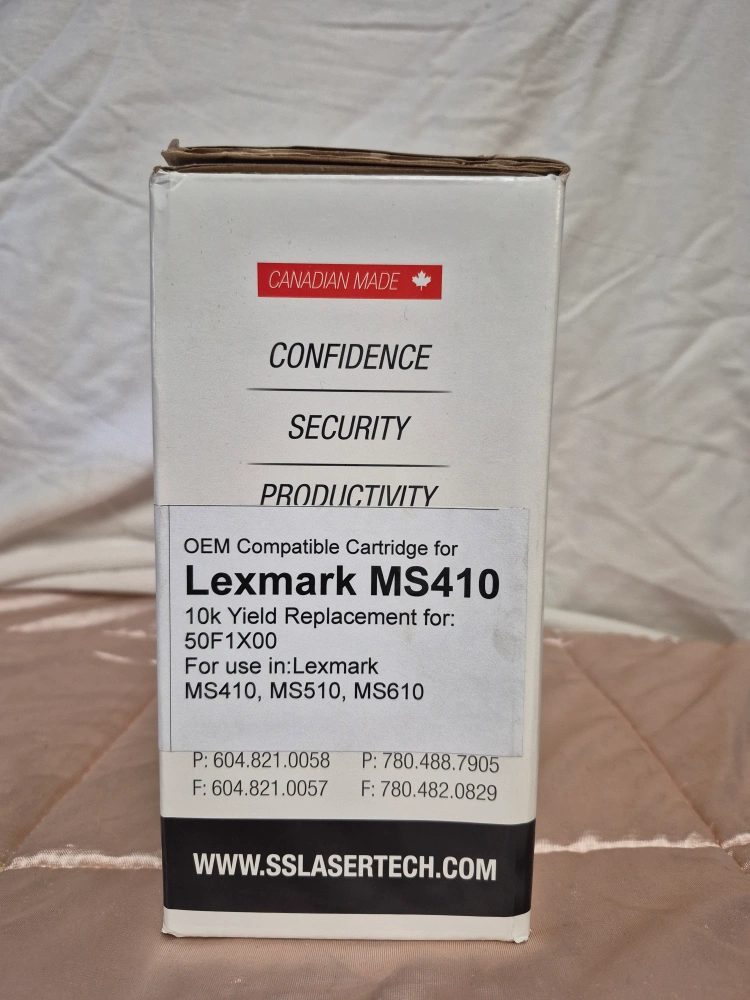 CANADIAN MADE
CONFIDENCE
SECURITY
PRODUCTIVITY
OEM Compatible Cartridge for
Lexmark MS410
10k Yield Replacement for:
50F1X00
For use in:Lexmark
MS410, MS510, MS610
P: 604.821.0058 P: 780.488.7905
F: 604.821.0057 F: 780.482.0829
WWW.SSLASERTECH.COM